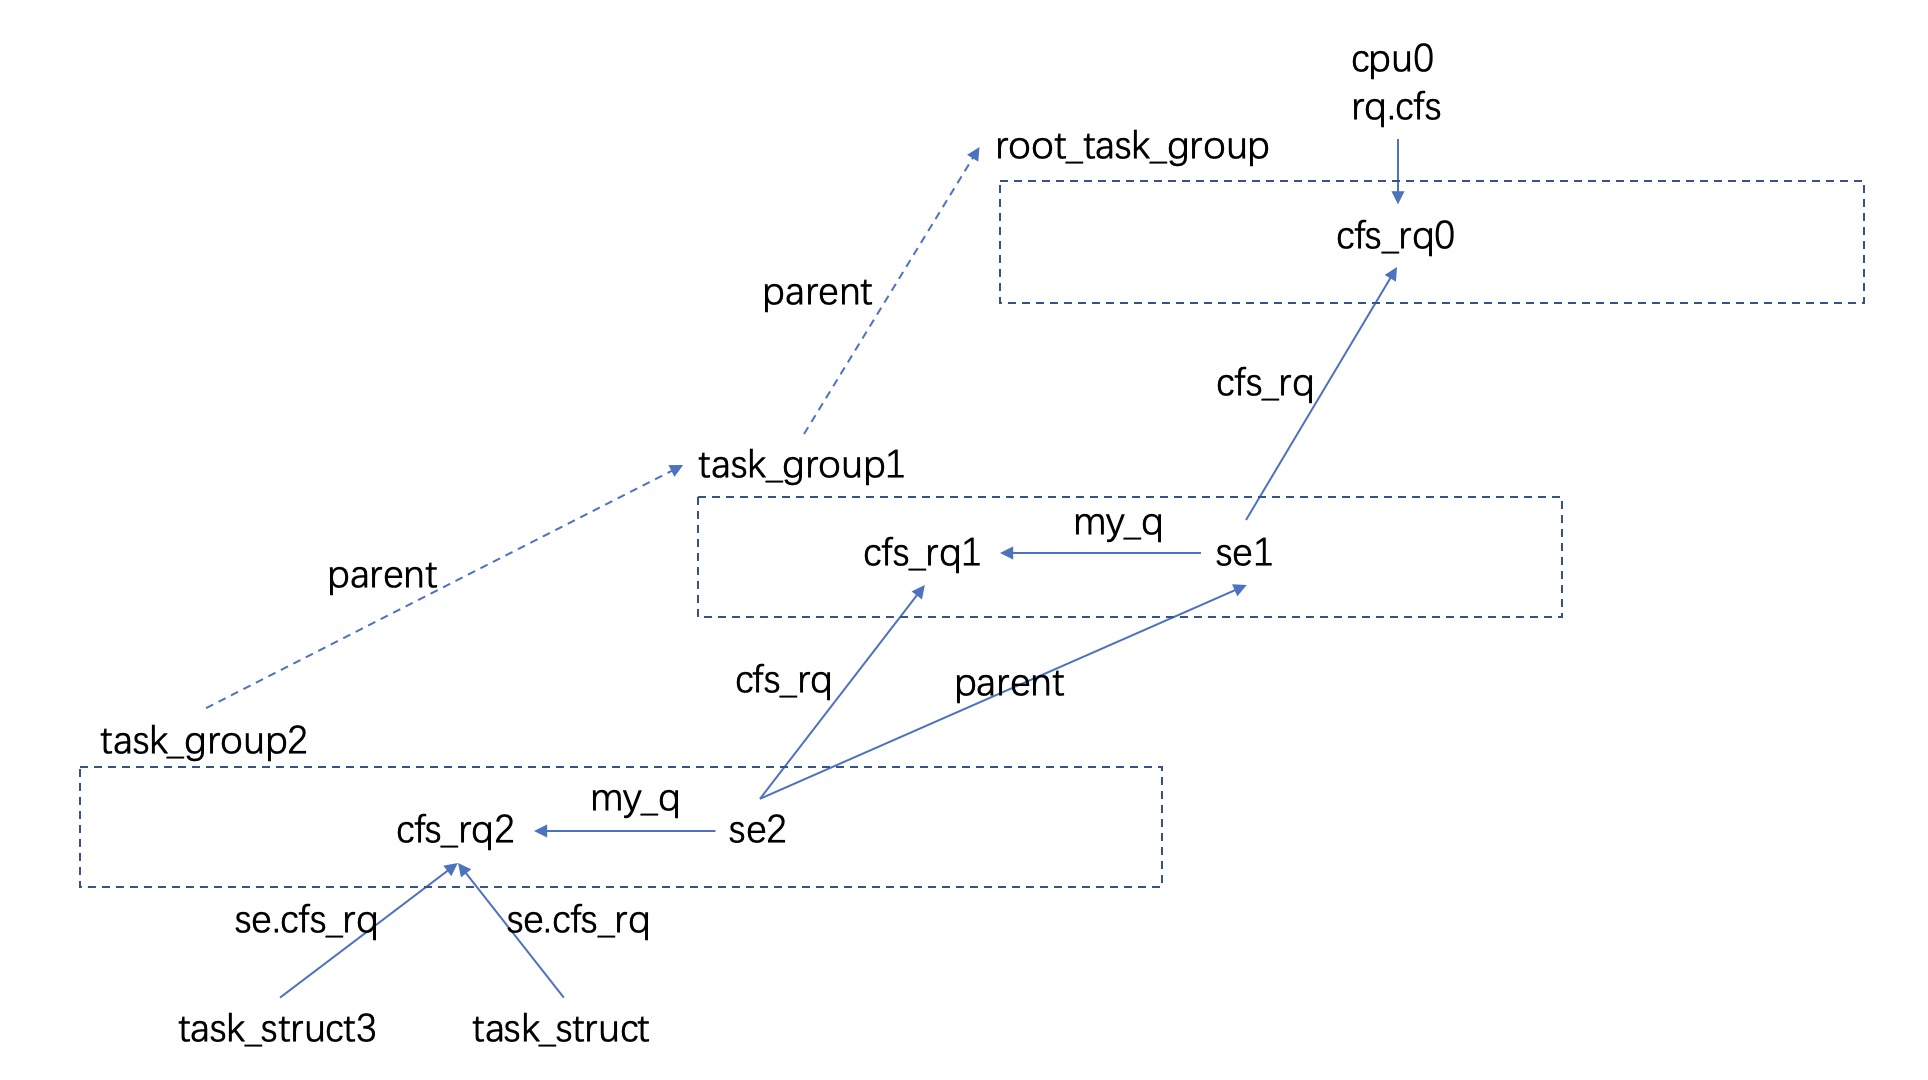 cpu0
rq.cfs
root_task_group
cfs_rq0
parent
cfs_rq
task_group1
my_q
cfs_rq1
se1
parent
cfs_rq
parent
task_group2
my_q
cfs_rq2
se2
se.cfs_rq
se.cfs_rq
task_struct3
task_struct